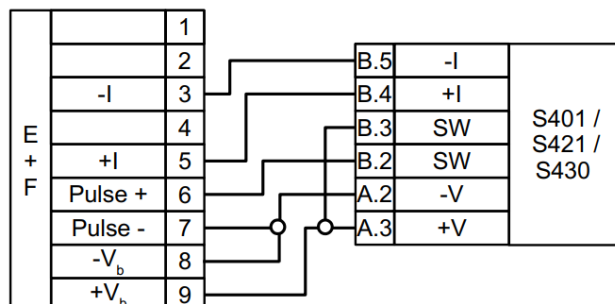 E + F
1
2
-I 3
4
+I 5
Pulse + 6
Pulse - 7
-Vb 8
+Vb 9
B.5 -I
B.4 +I
B.3 SW
B.2 SW
A.2 -V
A.3 +V
S401 /
S421 /
S430